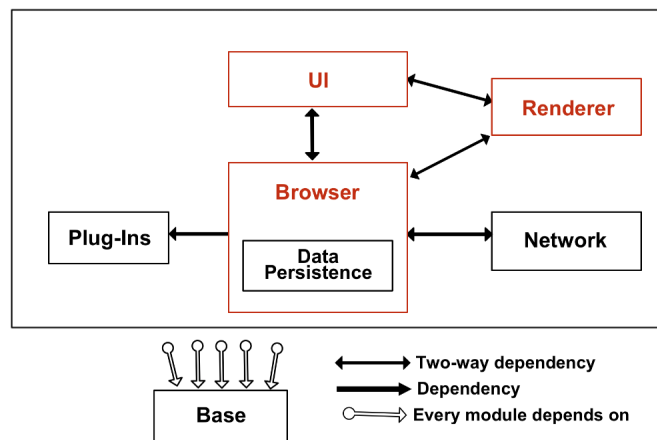 UI
Renderer
Browser
Plug-Ins
Data
Persistence
Network
Two-way dependency
Dependency
Base
Every module depends on